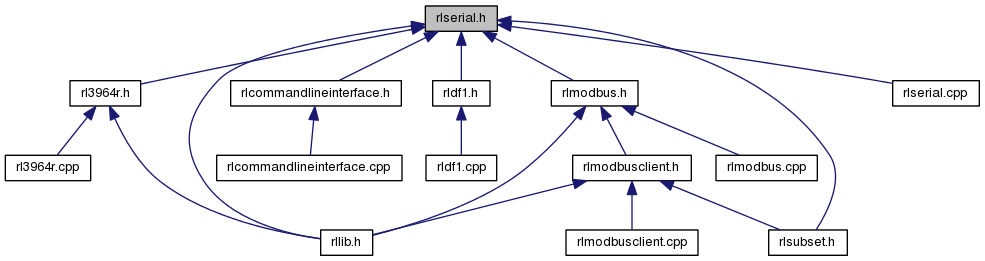 rlserial.h
rl3964r.h
rlcommandlineinterface.h
rldf1.h
rlmodbus.h
rlserial.cpp
rl3964r.cpp
rlcommandlineinterface.cpp
rldf1.cpp
rlmodbusclient.h
rlmodbus.cpp
rllib.h
rlmodbusclient.cpp
rlsubset.h